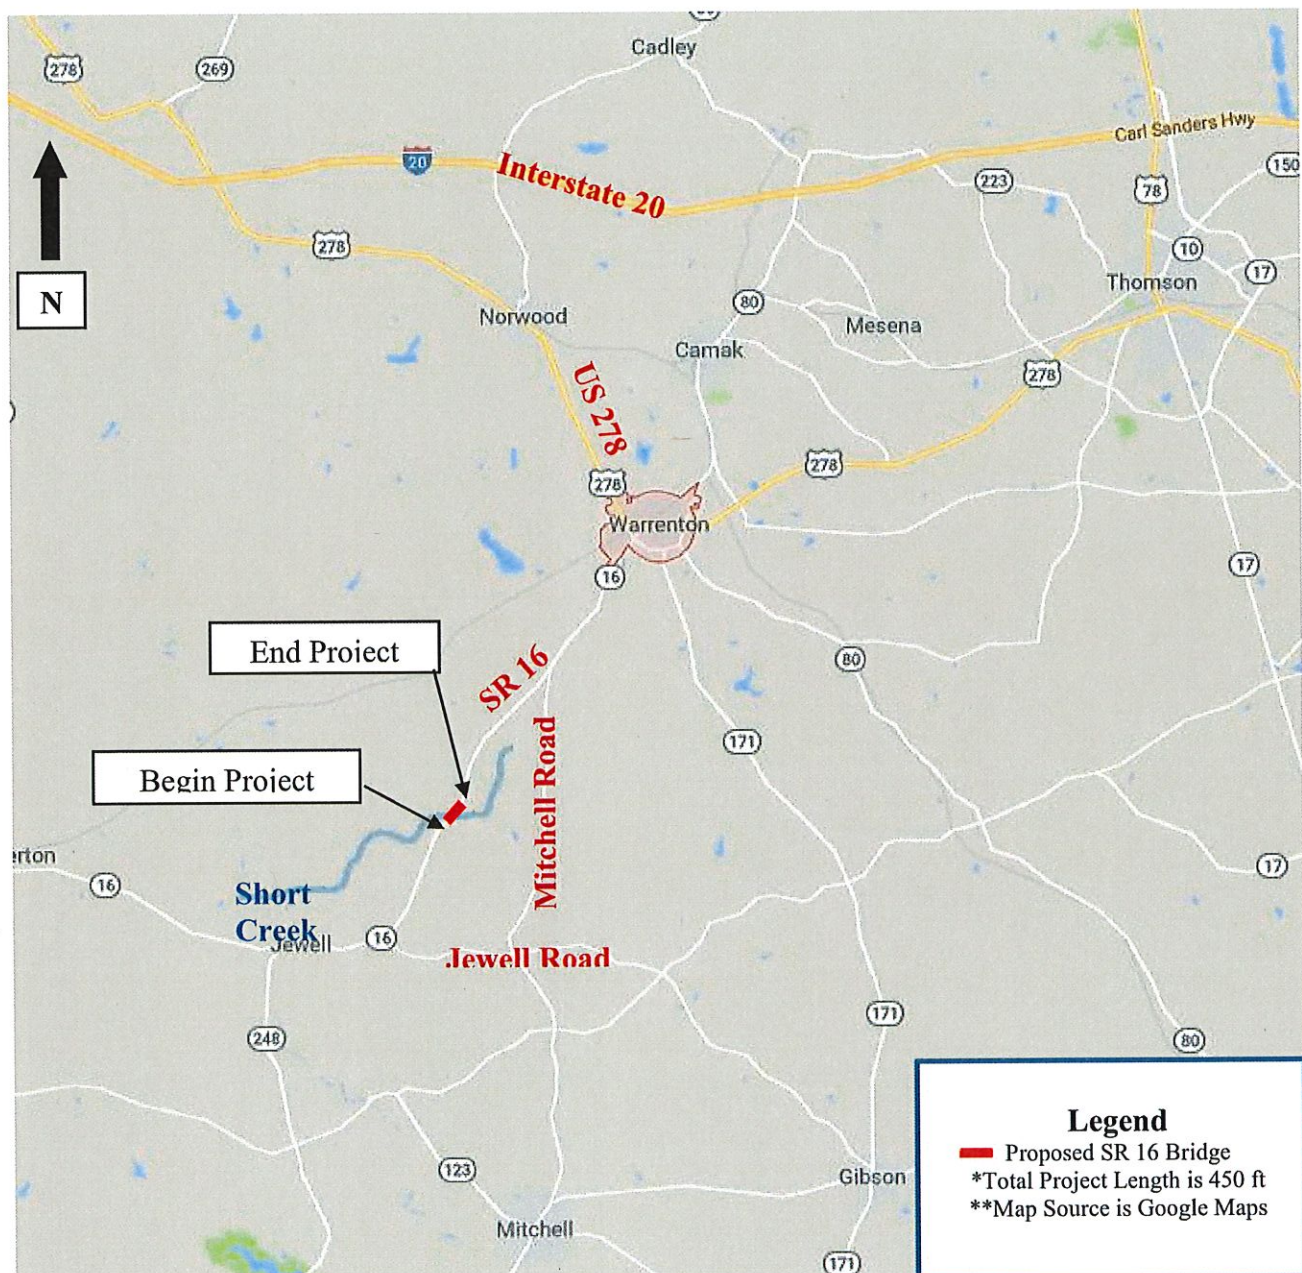 Cadley
278
269
Carl Sanders Hwy
20
Interstate 20
150
223
78
278
10
17
Thomson
N
80
Norwood
Mesena
Camak
US 278
278
278
278
Warrenton
17
16
End Project
SR 16
80
171
Mitchell Road
Begin Project
erton
16
17
Short
Creek
Jewell
16
Jewell Road
171
248
80
Legend
Proposed SR 16 Bridge
*Total Project Length is 450 ft
**Map Source is Google Maps
123
Gibson
Mitchell
171